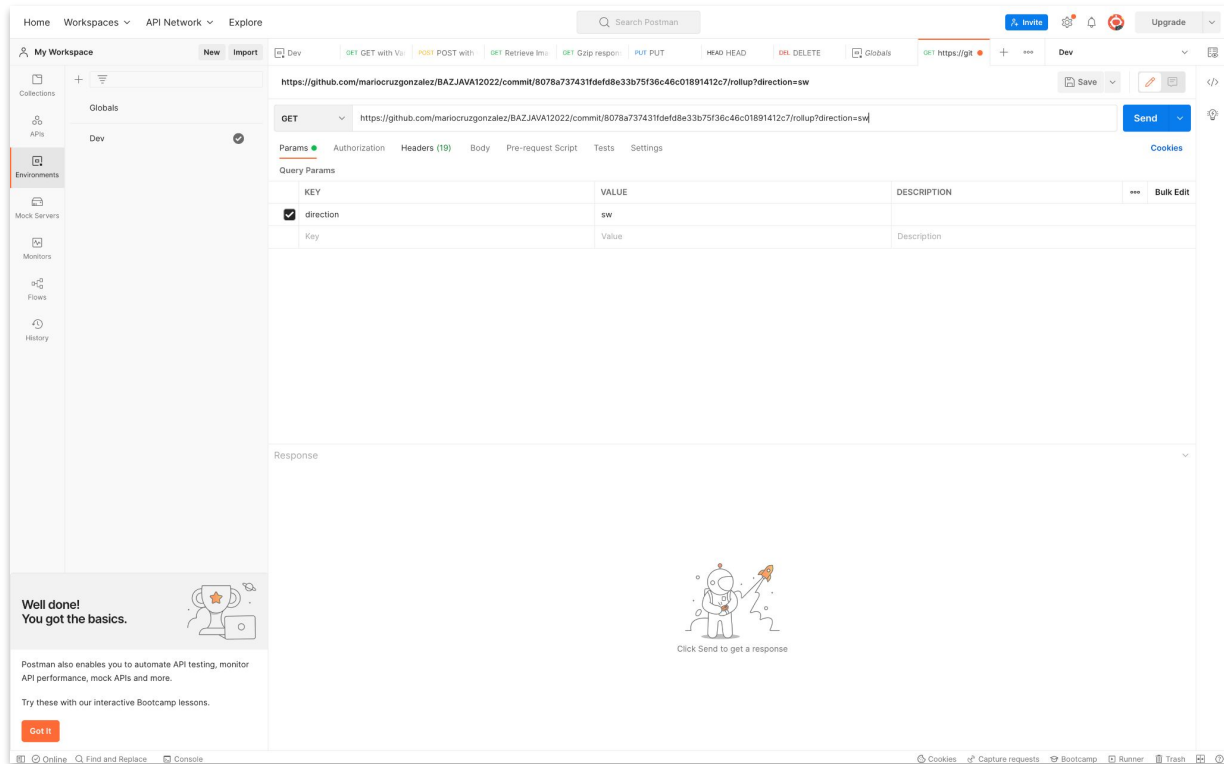 Home Workspaces API Network Explore Search Postman Invite Upgrade
My Workspace New Import
Dev GET GET with Va POST POST with GET Retrieve Ima GET Gzip respon PUT PUT HEAD HEAD DEL DELETE Globals GET https://git Dev
Collections
APIs
Environments
Mock Servers
Monitors
Flows
History
Globals
Dev
https://github.com/mariocruzgonzalez/BAZJAVA12022/commit/8078a737431fdefd8e33b75f36c46c01891412c7/rollup?direction=sw Save
GET https://github.com/mariocruzgonzalez/BAZJAVA12022/commit/8078a737431fdefd8e33b75f36c46c01891412c7/rollup?direction=sw Send
Params Authorization Headers (19) Body Pre-request Script Tests Settings Cookies
Query Params
KEY VALUE DESCRIPTION Bulk Edit
direction sw
Key Value Description
Response
Click Send to get a response
Well done!
You got the basics.
Postman also enables you to automate API testing, monitor
API performance, mock APIs and more.
Try these with our interactive Bootcamp lessons.
Got It
Online Find and Replace Console Cookies Capture requests Bootcamp Runner Trash